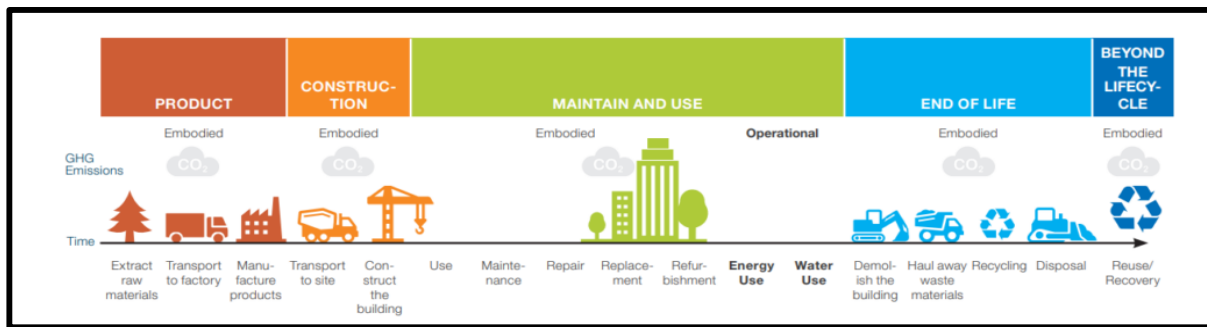 PRODUCT
CONSTRUC-
TION
MAINTAIN AND USE
END OF LIFE
BEYOND
THE
LIFECY-
CLE
Embodied
Embodied
Embodied
Operational
Embodied
Embodied
GHG
Emissions
CO₂
CO₂
CO₂
CO₂
CO₂
Time
Extract
raw
materials
Transport
to factory
Manu-
facture
products
Transport
to site
Con-
struct
the
building
Use
Mainte-
nance
Repair
Replace-
ment
Refur-
bishment
Energy
Use
Water
Use
Demol-
ish the
building
Haul away
waste
materials
Recycling
Disposal
Reuse/
Recovery